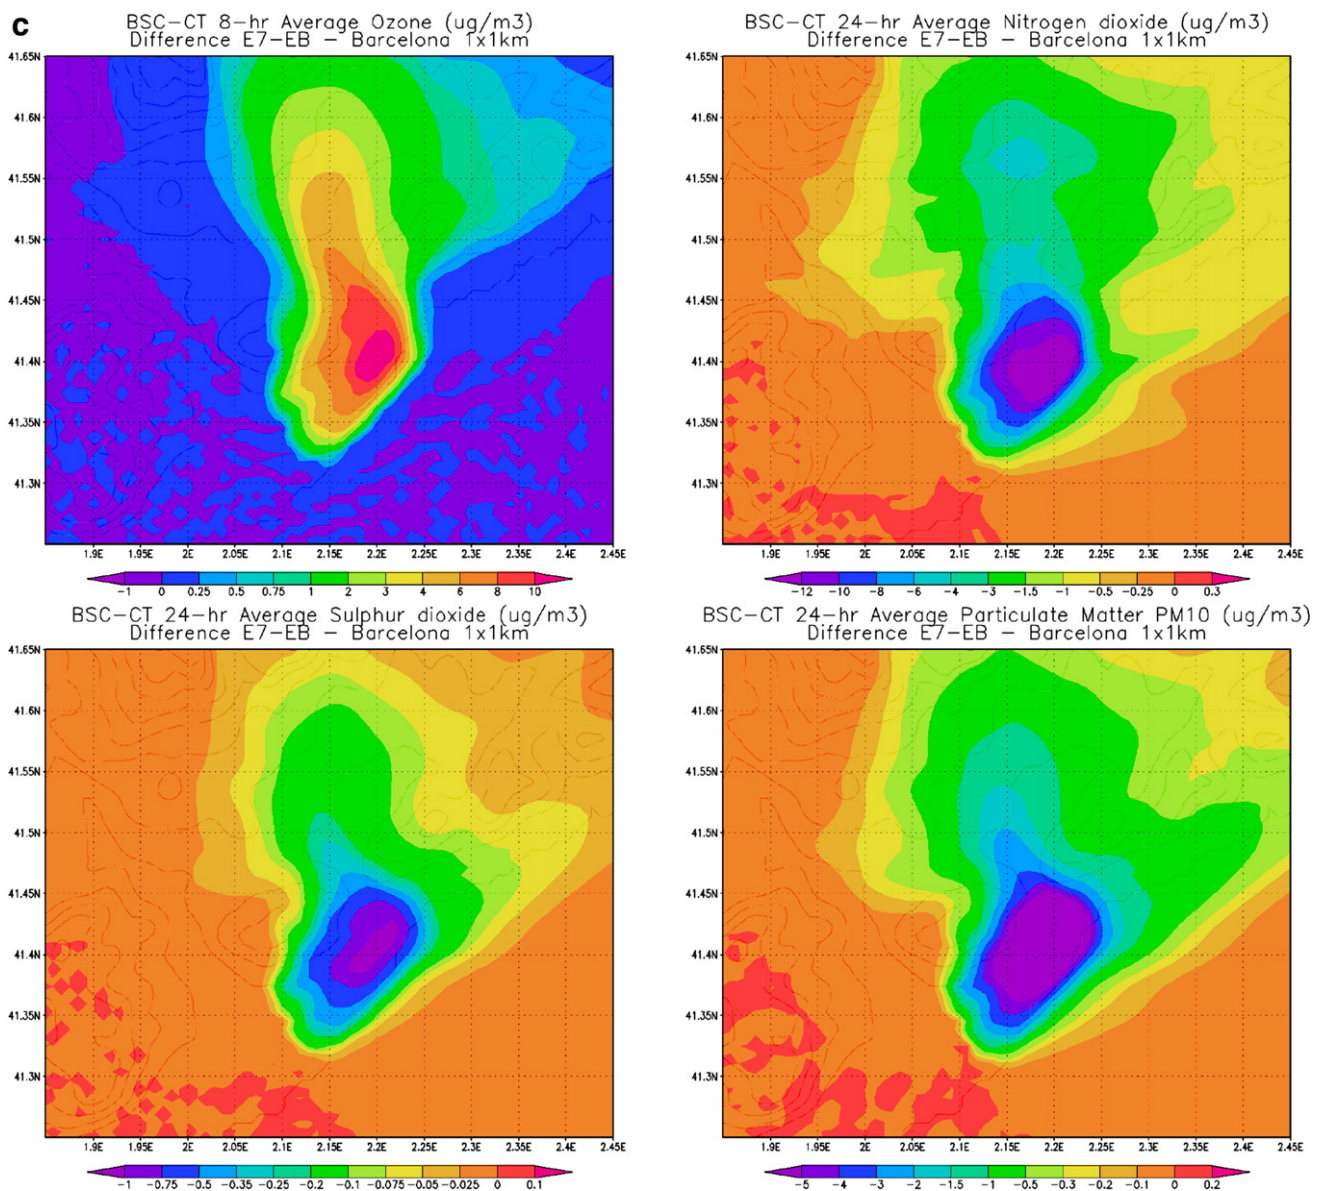 c
BSC-CT 8-hr Average Ozone (ug/m3)
Difference E7-EB - Barcelona 1x1km
41.65N
41.6N
41.55N
41.5N
41.45N
41.4N
41.35N
41.3N
1.9E 1.95E 2E 2.05E 2.1E 2.15E 2.2E 2.25E 2.3E 2.35E 2.4E 2.45E
-1 0 0.25 0.5 0.75 1 2 3 4 6 8 10
BSC-CT 24-hr Average Nitrogen dioxide (ug/m3)
Difference E7-EB - Barcelona 1x1km
41.65N
41.6N
41.55N
41.5N
41.45N
41.4N
41.35N
41.3N
1.9E 1.95E 2E 2.05E 2.1E 2.15E 2.2E 2.25E 2.3E 2.35E 2.4E 2.45E
-12 -10 -8 -6 -4 -3 -1.5 -1 -0.5 -0.25 0 0.3
BSC-CT 24-hr Average Sulphur dioxide (ug/m3)
Difference E7-EB - Barcelona 1x1km
41.65N
41.6N
41.55N
41.5N
41.45N
41.4N
41.35N
41.3N
1.9E 1.95E 2E 2.05E 2.1E 2.15E 2.2E 2.25E 2.3E 2.35E 2.4E 2.45E
-1 -0.75 -0.5 -0.35 -0.25 -0.2 -0.1 -0.075 -0.05 -0.025 0 0.1
BSC-CT 24-hr Average Particulate Matter PM10 (ug/m3)
Difference E7-EB - Barcelona 1x1km
41.65N
41.6N
41.55N
41.5N
41.45N
41.4N
41.35N
41.3N
1.9E 1.95E 2E 2.05E 2.1E 2.15E 2.2E 2.25E 2.3E 2.35E 2.4E 2.45E
-5 -4 -3 -2 -1.5 -1 -0.5 -0.3 -0.2 -0.1 0 0.2